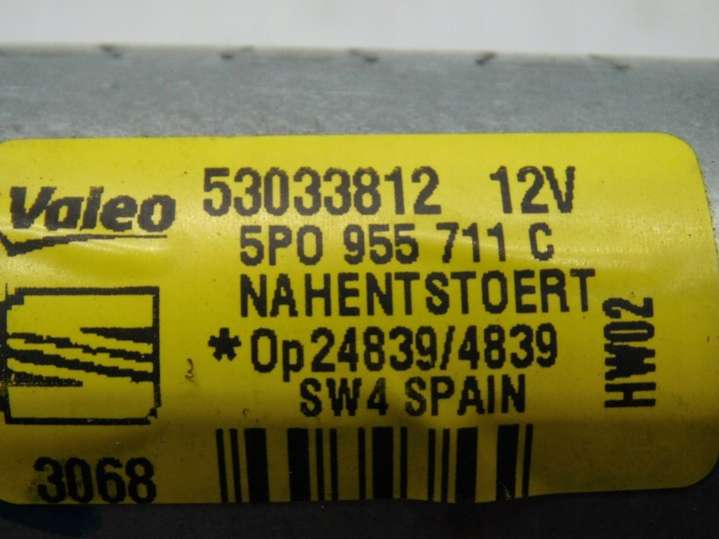 Valeo 53033812 12V
5P0 955 711 C
NAHENTSTOERT
*Op24839/4839
SW4 SPAIN
HW02
3068